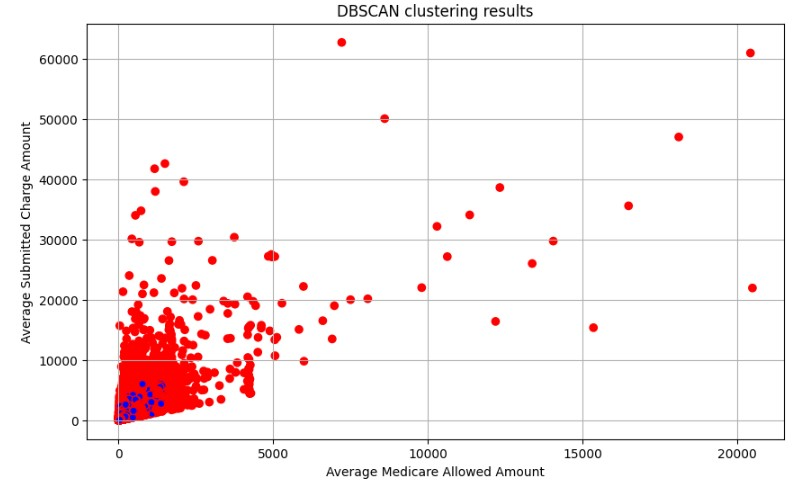 DBSCAN clustering results
Average Submitted Charge Amount
60000
50000
40000
30000
20000
10000
0
0 5000 10000 15000 20000
Average Medicare Allowed Amount